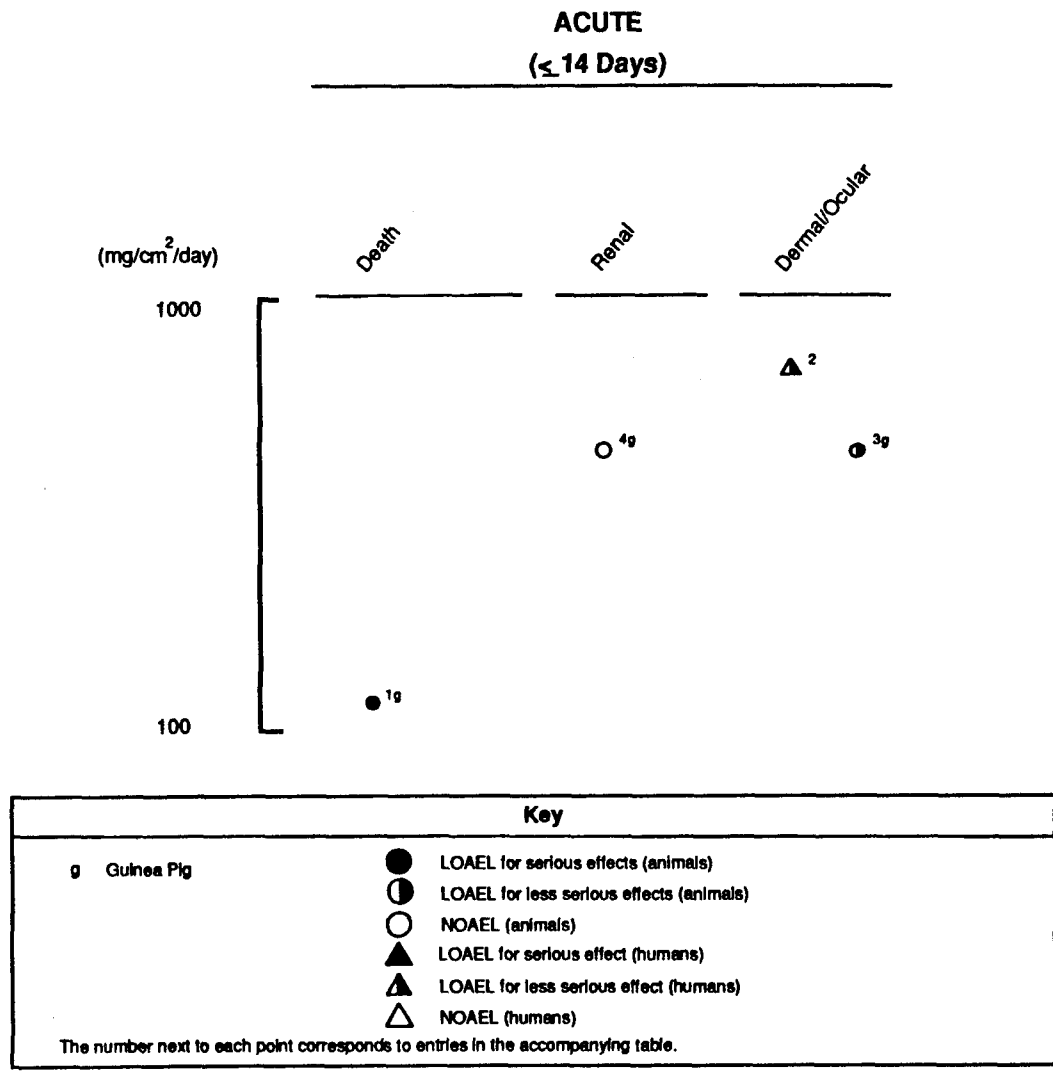 ACUTE
(≤ 14 Days)
(mg/cm²/day)
Death
Renal
Dermal/Ocular
1000
2
4g
3g
1g
100
Key
g Guinea Pig
LOAEL for serious effects (animals)
LOAEL for less serious effects (animals)
NOAEL (animals)
LOAEL for serious effect (humans)
LOAEL for less serious effect (humans)
NOAEL (humans)
The number next to each point corresponds to entries in the accompanying table.